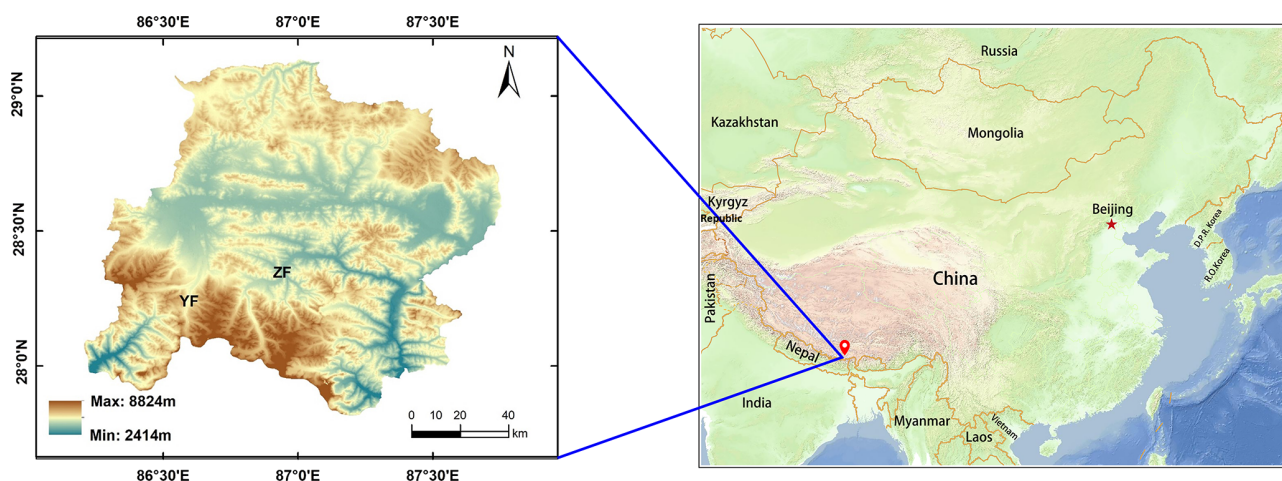 86°30'E 87°0'E 87°30'E
29°0'N
28°30'N
28°0'N
N
ZF
YF
Max: 8824m
Min: 2414m
0 10 20 40
km
86°30'E 87°0'E 87°30'E
Russia
Kazakhstan
Mongolia
Kyrgyz
Republic
Beijing
D.P.R. Korea
R.O.Korea
China
Pakistan
Nepal
India
Myanmar
Vietnam
Laos